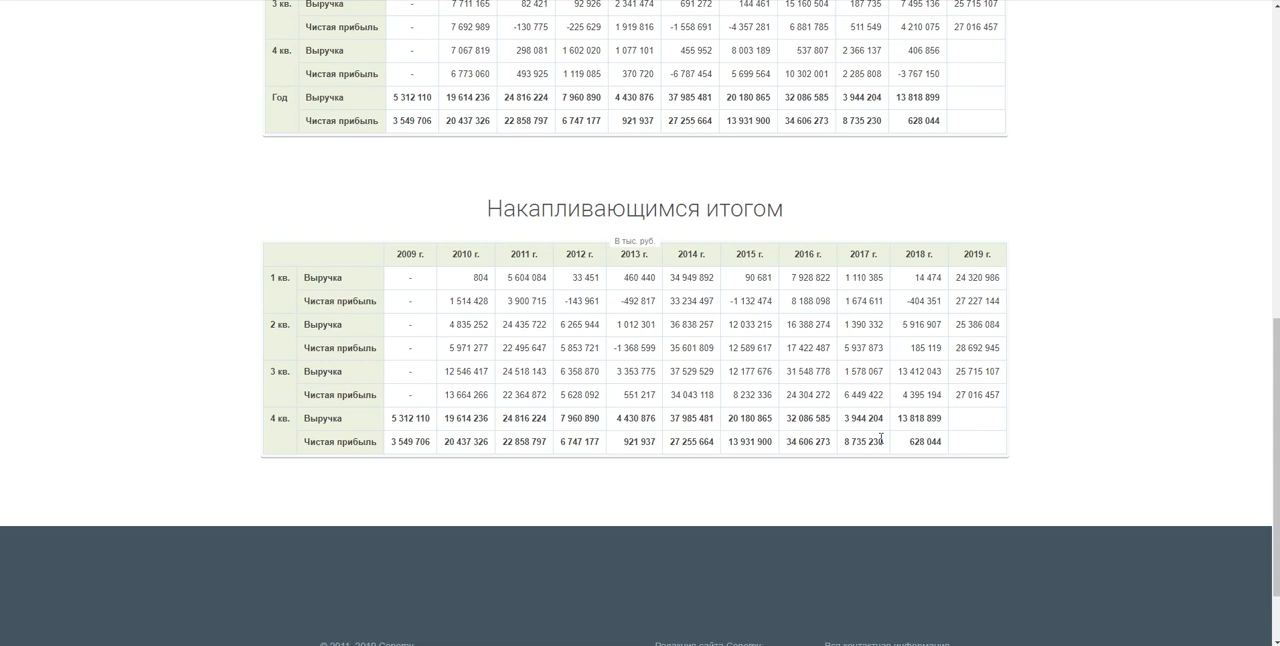 3 кв. Выручка - 7 711 165 82 421 92 926 2 341 474 691 272 144 461 15 160 504 187 735 7 495 136 25 715 107
Чистая прибыль - 7 692 989 -130 775 -225 629 1 919 816 -1 558 691 -4 357 281 6 881 785 511 549 4 210 075 27 016 457
4 кв. Выручка - 7 067 819 298 081 1 602 020 1 077 101 455 952 8 003 189 537 807 2 366 137 406 856
Чистая прибыль - 6 773 060 493 925 1 119 085 370 720 -6 787 454 5 699 564 10 302 001 2 285 808 -3 767 150
Год Выручка 5 312 110 19 614 236 24 816 224 7 960 890 4 430 876 37 985 481 20 180 865 32 086 585 3 944 204 13 818 899
Чистая прибыль 3 549 706 20 437 326 22 858 797 6 747 177 921 937 27 255 664 13 931 900 34 606 273 8 735 230 628 044
Накапливающимся итогом
В тыс. руб.
2009 г. 2010 г. 2011 г. 2012 г. 2013 г. 2014 г. 2015 г. 2016 г. 2017 г. 2018 г. 2019 г.
1 кв. Выручка - 804 5 604 084 33 451 460 440 34 949 892 90 681 7 928 822 1 110 385 14 474 24 320 986
Чистая прибыль - 1 514 428 3 900 715 -143 961 -492 817 33 234 497 -1 132 474 8 188 098 1 674 611 -404 351 27 227 144
2 кв. Выручка - 4 835 252 24 435 722 6 265 944 1 012 301 36 838 257 12 033 215 16 388 274 1 390 332 5 916 907 25 386 084
Чистая прибыль - 5 971 277 22 495 647 5 853 721 -1 368 599 35 601 809 12 589 617 17 422 487 5 937 873 185 119 28 692 945
3 кв. Выручка - 12 546 417 24 518 143 6 358 870 3 353 775 37 529 529 12 177 676 31 548 778 1 578 067 13 412 043 25 715 107
Чистая прибыль - 13 664 266 22 364 872 5 628 092 551 217 34 043 118 8 232 336 24 304 272 6 449 422 4 395 194 27 016 457
4 кв. Выручка 5 312 110 19 614 236 24 816 224 7 960 890 4 430 876 37 985 481 20 180 865 32 086 585 3 944 204 13 818 899
Чистая прибыль 3 549 706 20 437 326 22 858 797 6 747 177 921 937 27 255 664 13 931 900 34 606 273 8 735 230 628 044
© 2011-2019 Редакция сайта Вся контактная информация